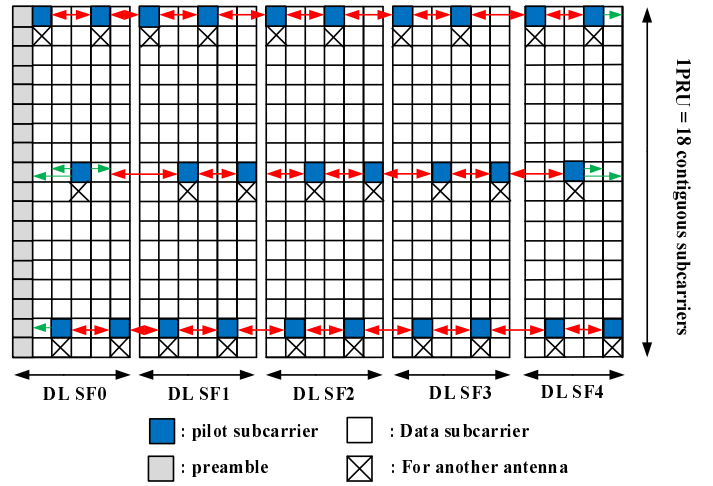 1PRU = 18 contiguous subcarriers
DL SF0
DL SF1
DL SF2
DL SF3
DL SF4
: pilot subcarrier
: Data subcarrier
: preamble
: For another antenna